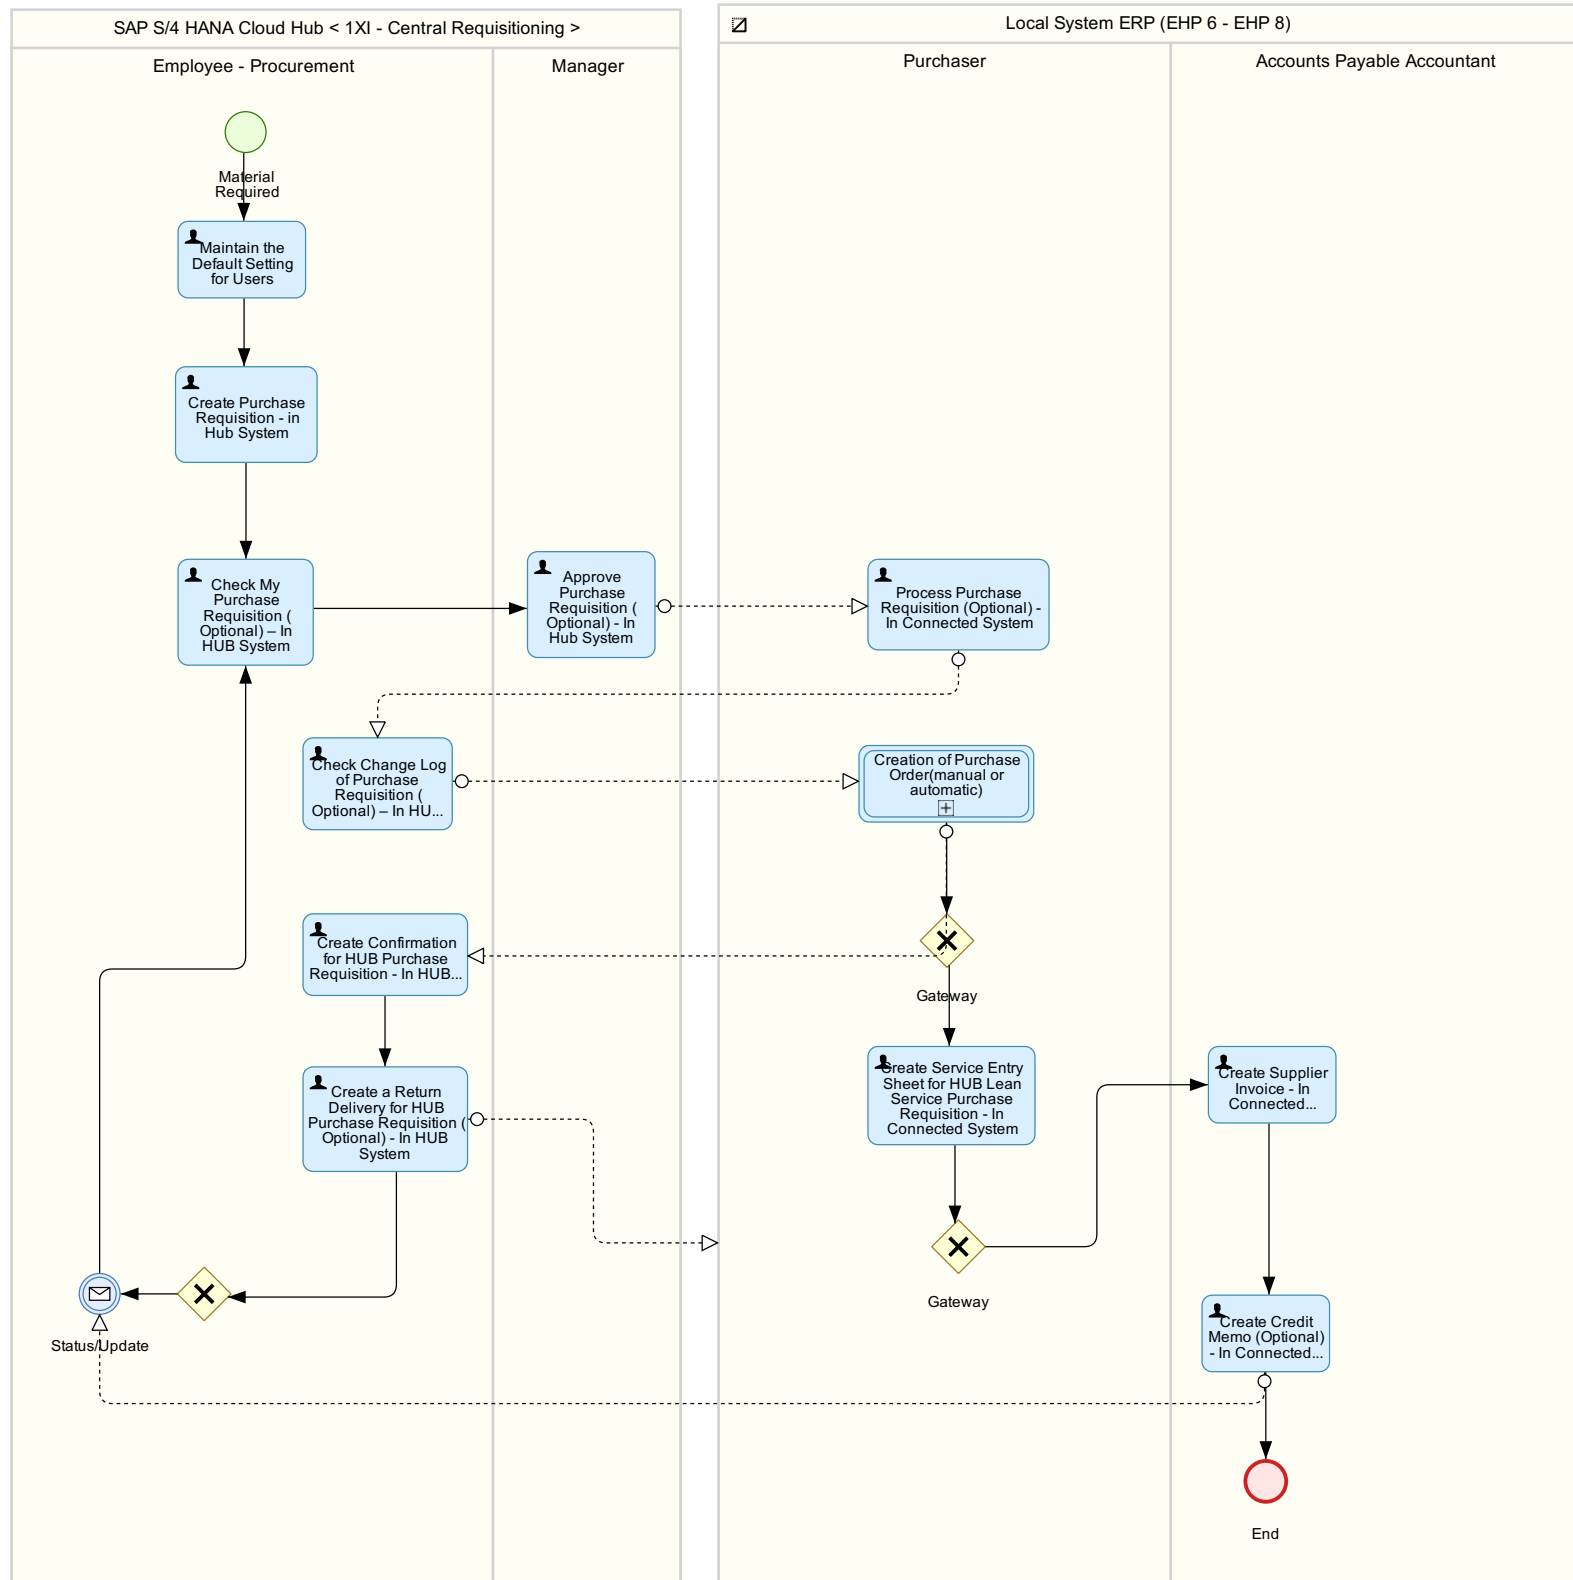 SAP S/4 HANA Cloud Hub < 1XI - Central Requisitioning >
Local System ERP (EHP 6 - EHP 8)
Employee - Procurement
Manager
Purchaser
Accounts Payable Accountant
Material
Required
Maintain the
Default Setting
for Users
Create Purchase
Requisition - in
Hub System
Check My
Purchase
Requisition (
Optional) – In
HUB System
Approve
Purchase
Requisition (
Optional) - In
Hub System
Process Purchase
Requisition (Optional) -
In Connected System
Check Change Log
of Purchase
Requisition (
Optional) – In HU...
Creation of Purchase
Order(manual or
automatic)
Create Confirmation
for HUB Purchase
Requisition - In HUB...
Gateway
Create a Return
Delivery for HUB
Purchase Requisition (
Optional) - In HUB
System
Create Service Entry
Sheet for HUB Lean
Service Purchase
Requisition - In
Connected System
Create Supplier
Invoice - In
Connected...
Gateway
Status/Update
Create Credit
Memo (Optional)
- In Connected...
End